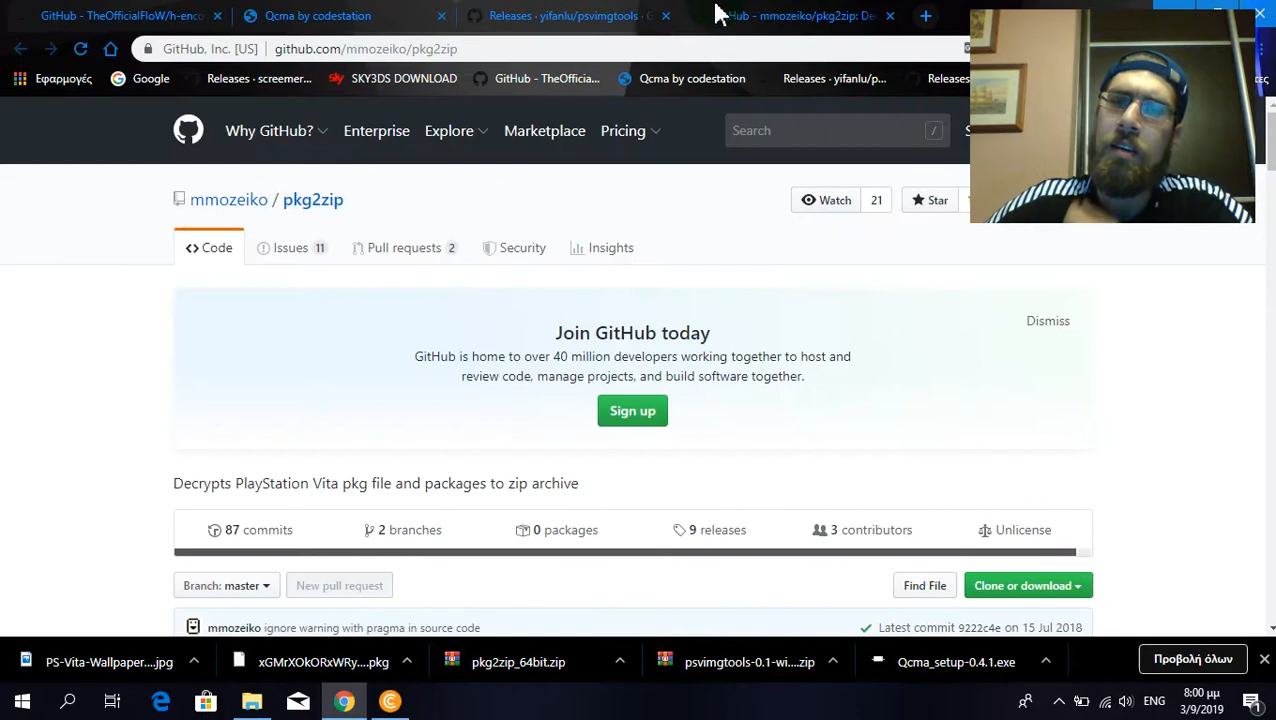 GitHub - TheOfficialFloW/h-enco
Qcma by codestation
Releases · yifanlu/psvimgtools · G
Hub - mmozeiko/pkg2zip: De
GitHub, Inc. [US] | github.com/mmozeiko/pkg2zip
Εφαρμογές
Google
Releases · screemer...
sky SKY3DS DOWNLOAD
GitHub - TheOfficia...
Qcma by codestation
Releases · yifanlu/p...
Releas
ες
Why GitHub?
Enterprise
Explore
Marketplace
Pricing
Search
/
S
mmozeiko / pkg2zip
Watch 21
Star
Code
Issues 11
Pull requests 2
Security
Insights
Join GitHub today
Dismiss
GitHub is home to over 40 million developers working together to host and
review code, manage projects, and build software together.
Sign up
Decrypts PlayStation Vita pkg file and packages to zip archive
87 commits
2 branches
0 packages
9 releases
3 contributors
Unlicense
Branch: master
New pull request
Find File
Clone or download
mmozeiko ignore warning with pragma in source code
Latest commit 9222c4e on 15 Jul 2018
PS-Vita-Wallpaper....jpg
xGMrXOkORxWRy....pkg
pkg2zip_64bit.zip
psvimgtools-0.1-wi....zip
Qcma_setup-0.4.1.exe
Προβολή όλων
ΕΝΗ
8:00 μμ
3/9/2019
1